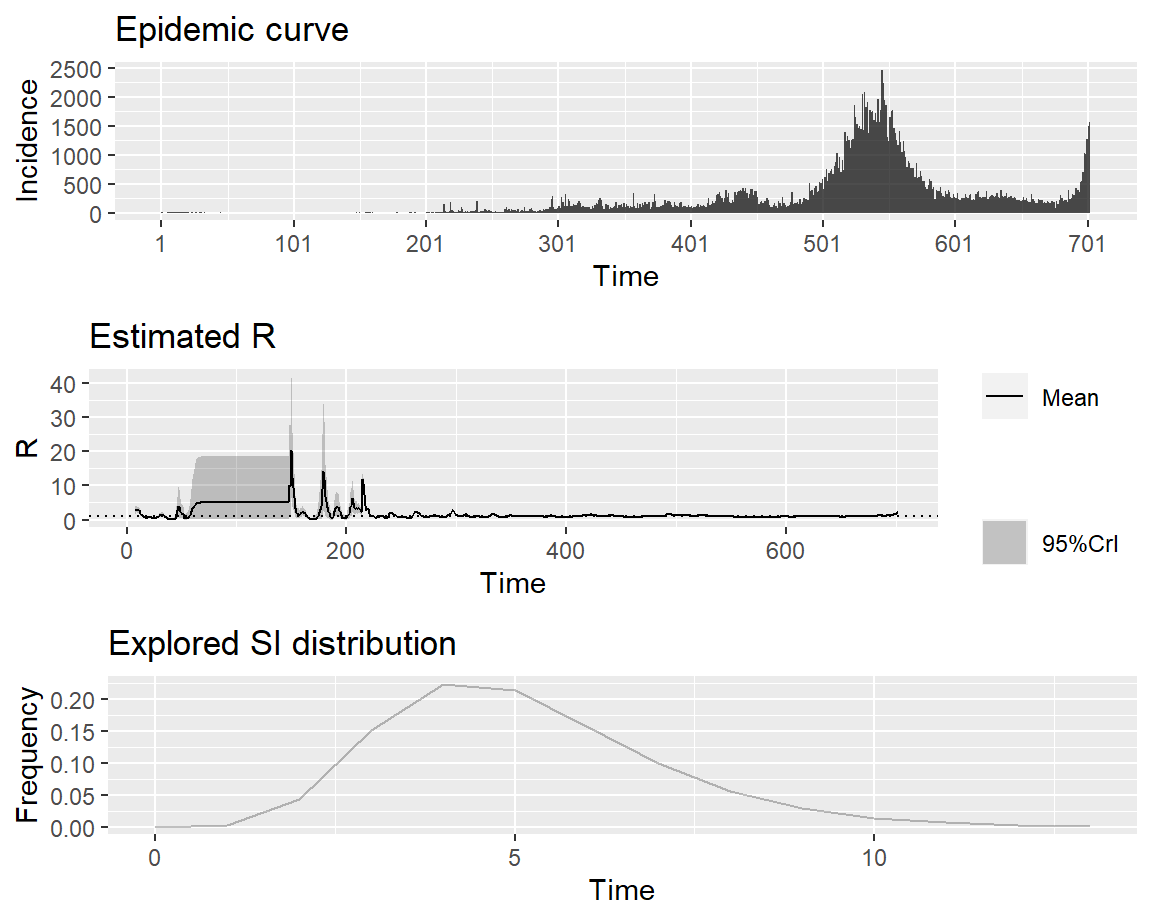 Epidemic curve
2500
2000
1500
1000
500
0
Incidence
1 101 201 301 401 501 601 701
Time
Estimated R
40
30
20
10
0
R
0 200 400 600
Time
Mean
95%CrI
Explored SI distribution
0.20
0.15
0.10
0.05
0.00
Frequency
0 5 10
Time